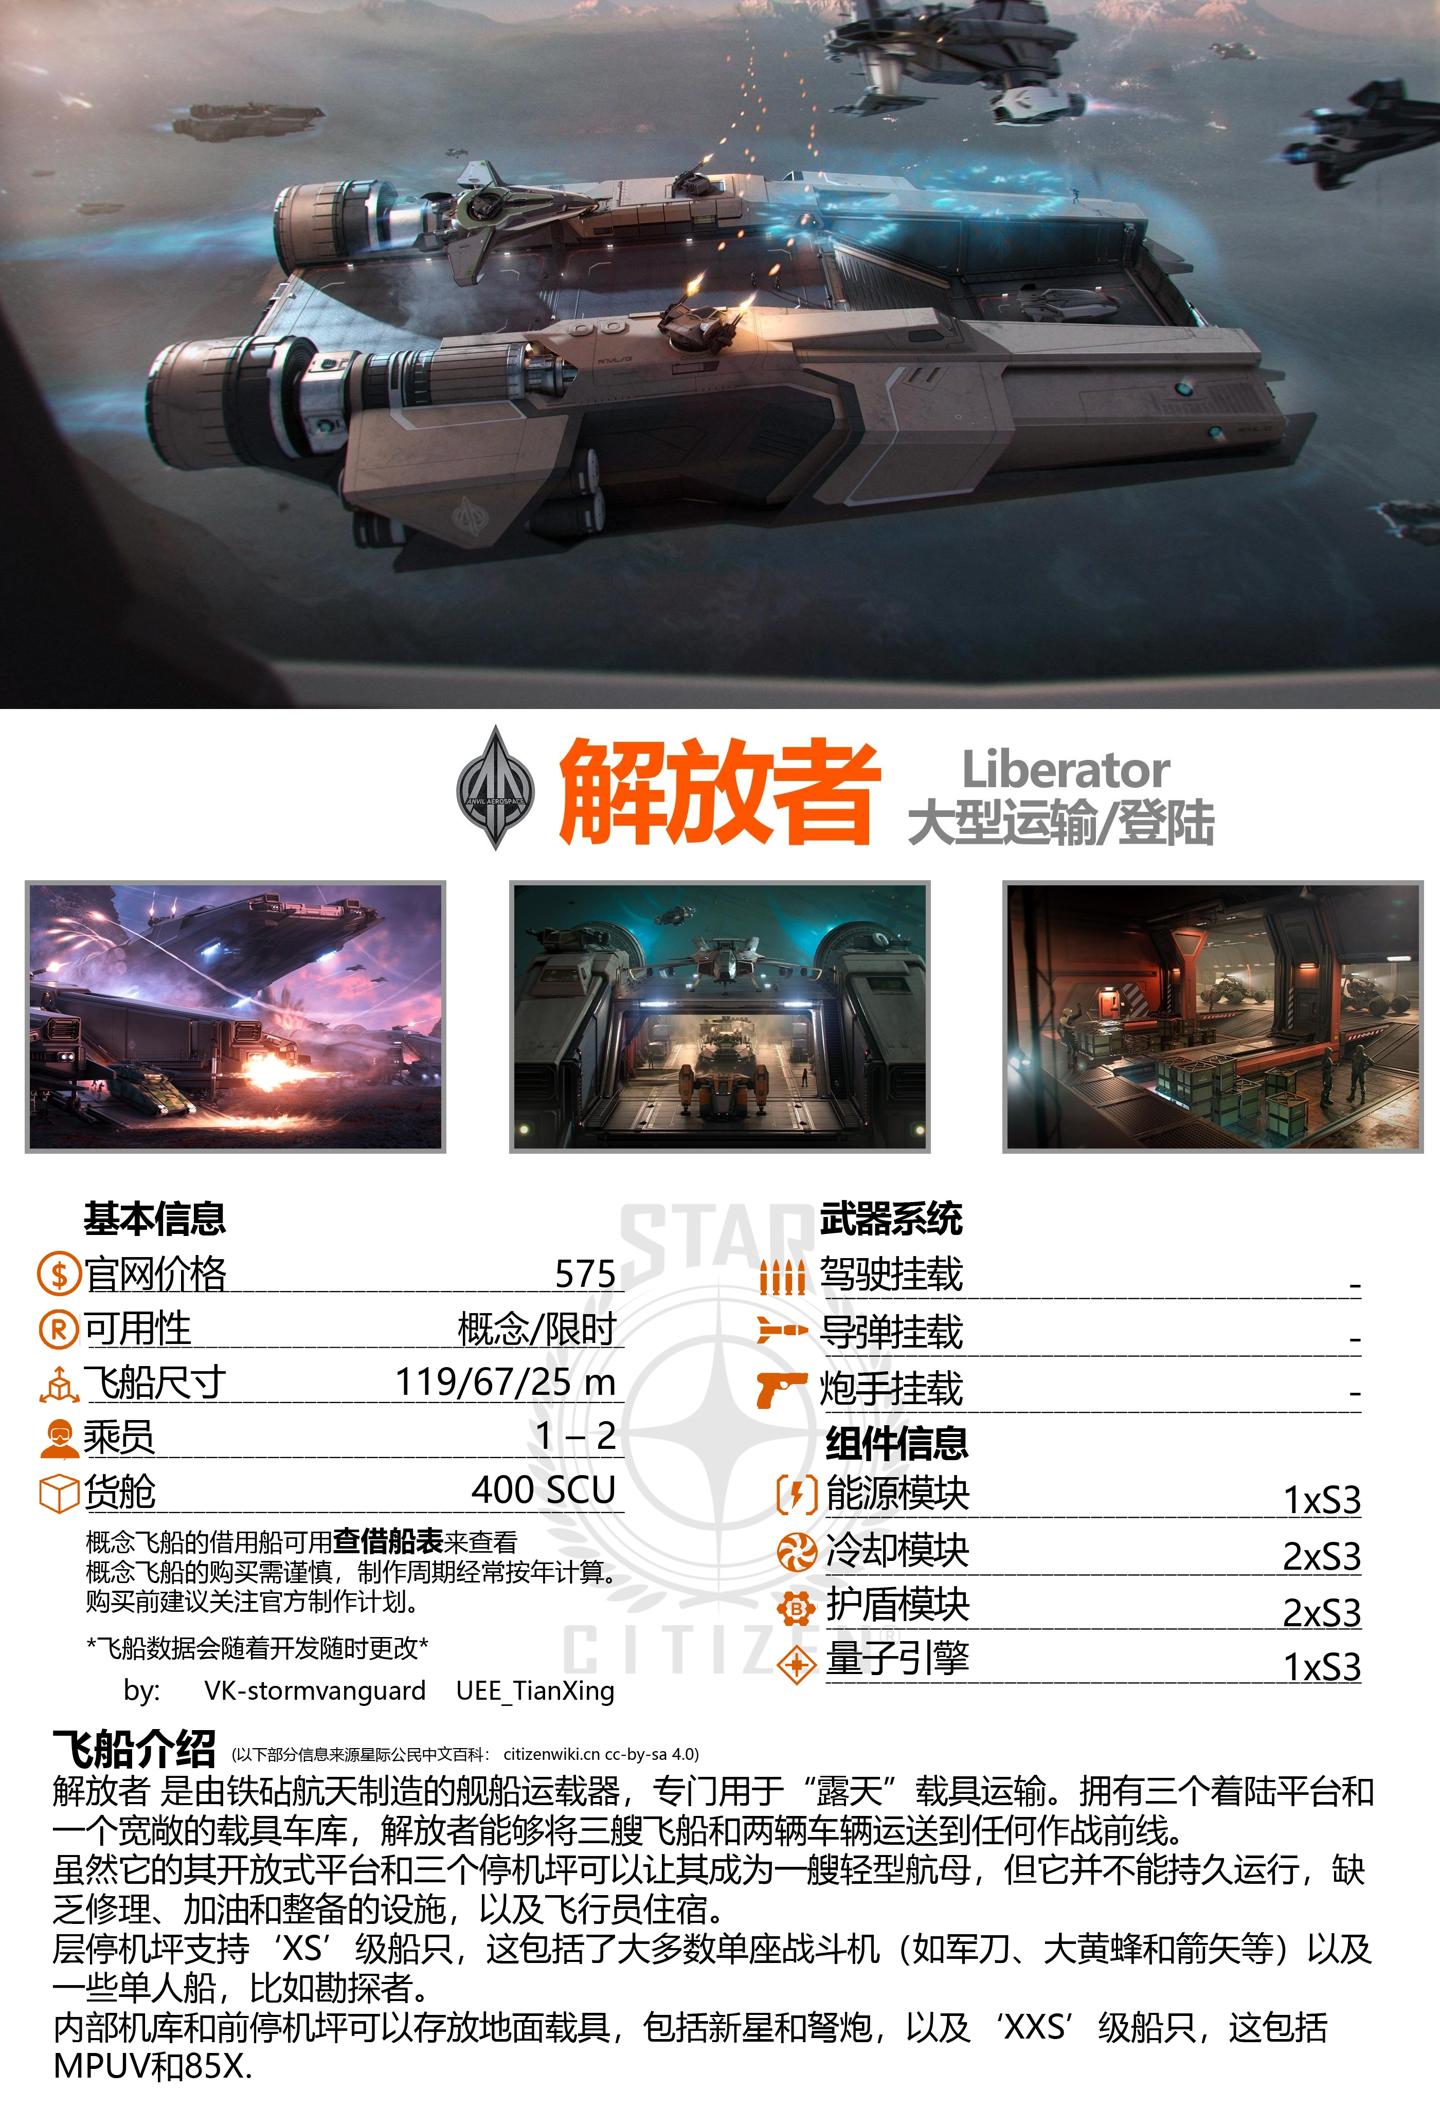 ANVIL AEROSPACE
解放者
Liberator
大型运输/登陆
STAR
CITIZEN
基本信息
官网价格 575
可用性 概念/限时
飞船尺寸 119/67/25 m
乘员 1 – 2
货舱 400 SCU
概念飞船的借用船可用查借船表来查看
概念飞船的购买需谨慎，制作周期经常按年计算。
购买前建议关注官方制作计划。
*飞船数据会随着开发随时更改*
by: VK-stormvanguard UEE_TianXing
武器系统
驾驶挂载 -
导弹挂载 -
炮手挂载 -
组件信息
能源模块 1xS3
冷却模块 2xS3
护盾模块 2xS3
量子引擎 1xS3
飞船介绍 (以下部分信息来源星际公民中文百科： citizenwiki.cn cc-by-sa 4.0)
解放者 是由铁砧航天制造的舰船运载器，专门用于“露天”载具运输。拥有三个着陆平台和
一个宽敞的载具车库，解放者能够将三艘飞船和两辆车辆运送到任何作战前线。
虽然它的其开放式平台和三个停机坪可以让其成为一艘轻型航母，但它并不能持久运行，缺
乏修理、加油和整备的设施，以及飞行员住宿。
层停机坪支持‘XS’级船只，这包括了大多数单座战斗机（如军刀、大黄蜂和箭矢等）以及
一些单人船，比如勘探者。
内部机库和前停机坪可以存放地面载具，包括新星和弩炮，以及‘XXS’级船只，这包括
MPUV和85X.